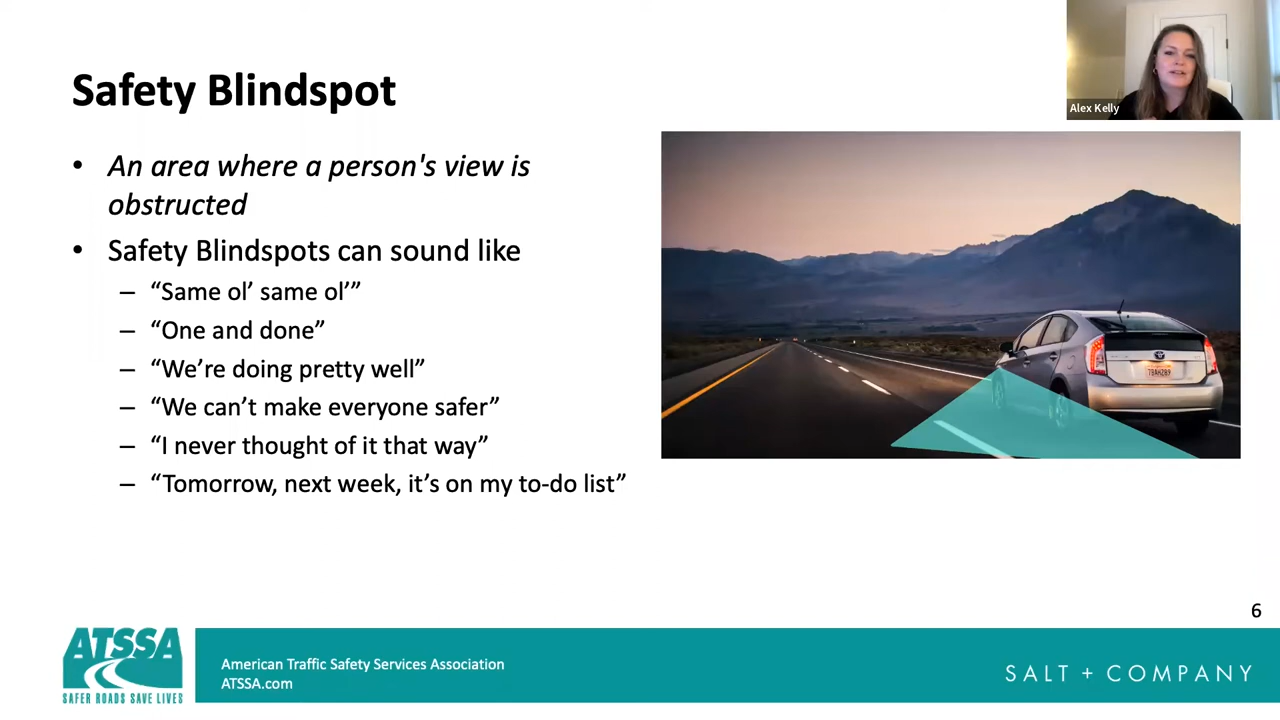 Safety Blindspot
Alex Kelly
• An area where a person's view is
obstructed
• Safety Blindspots can sound like
– “Same ol’ same ol’”
– “One and done”
– “We’re doing pretty well”
– “We can’t make everyone safer”
– “I never thought of it that way”
– “Tomorrow, next week, it’s on my to-do list”
6
ATSSA
SAFER ROADS SAVE LIVES
American Traffic Safety Services Association
ATSSA.com
SALT + COMPANY